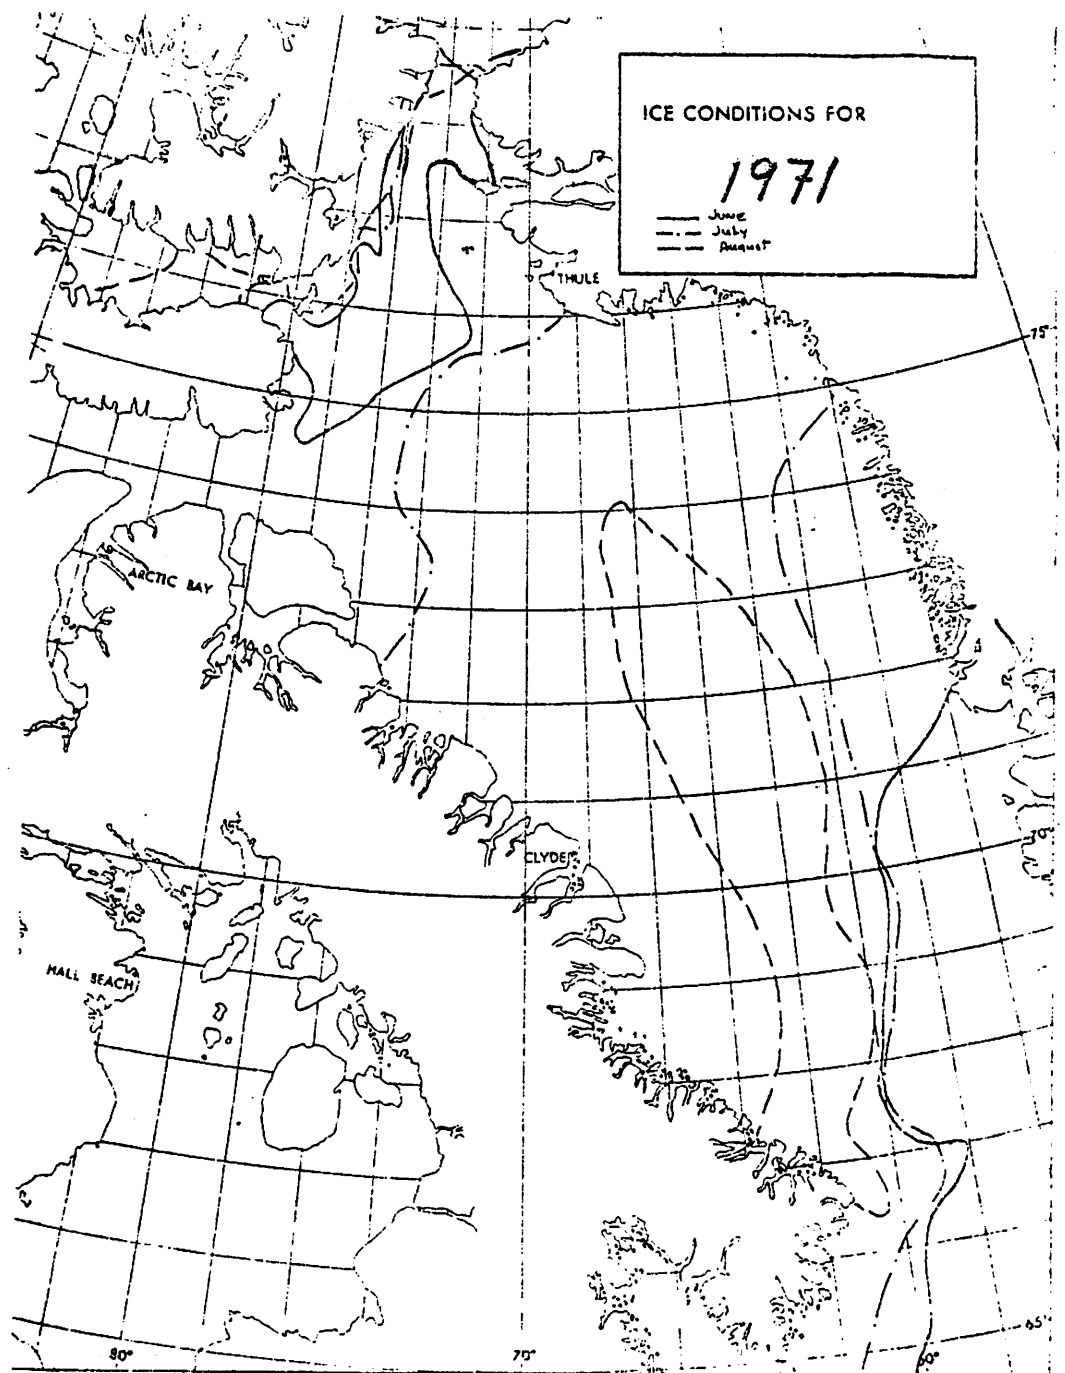 ICE CONDITIONS FOR
1971
June
July
August
THULE
75°
ARCTIC BAY
CLYDE
70°
HALL BEACH
65°
80°
70°
60°